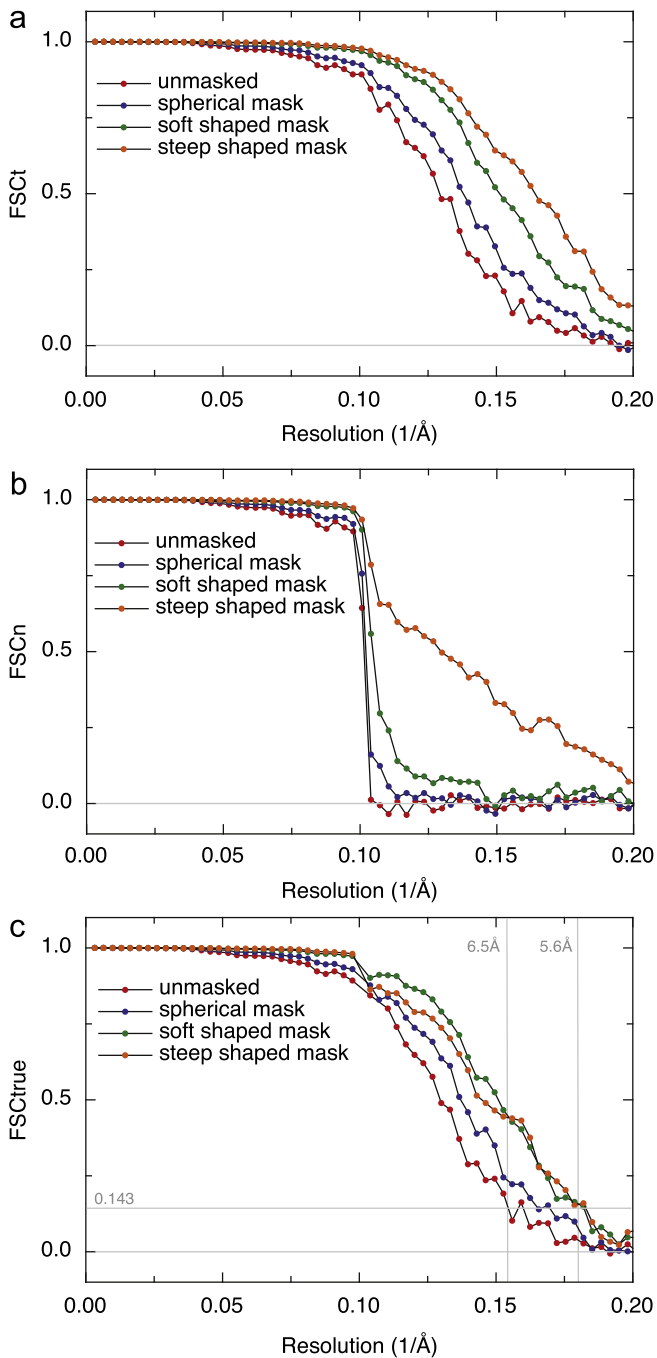 a
1.0
unmasked
spherical mask
soft shaped mask
steep shaped mask
FSCt
0.5
0.0
0.00 0.05 0.10 0.15 0.20
Resolution (1/Å)
b
1.0
unmasked
spherical mask
soft shaped mask
steep shaped mask
FSCn
0.5
0.0
0.00 0.05 0.10 0.15 0.20
Resolution (1/Å)
c
1.0
6.5Å 5.6Å
unmasked
spherical mask
soft shaped mask
steep shaped mask
FSCtrue
0.5
0.143
0.0
0.00 0.05 0.10 0.15 0.20
Resolution (1/Å)